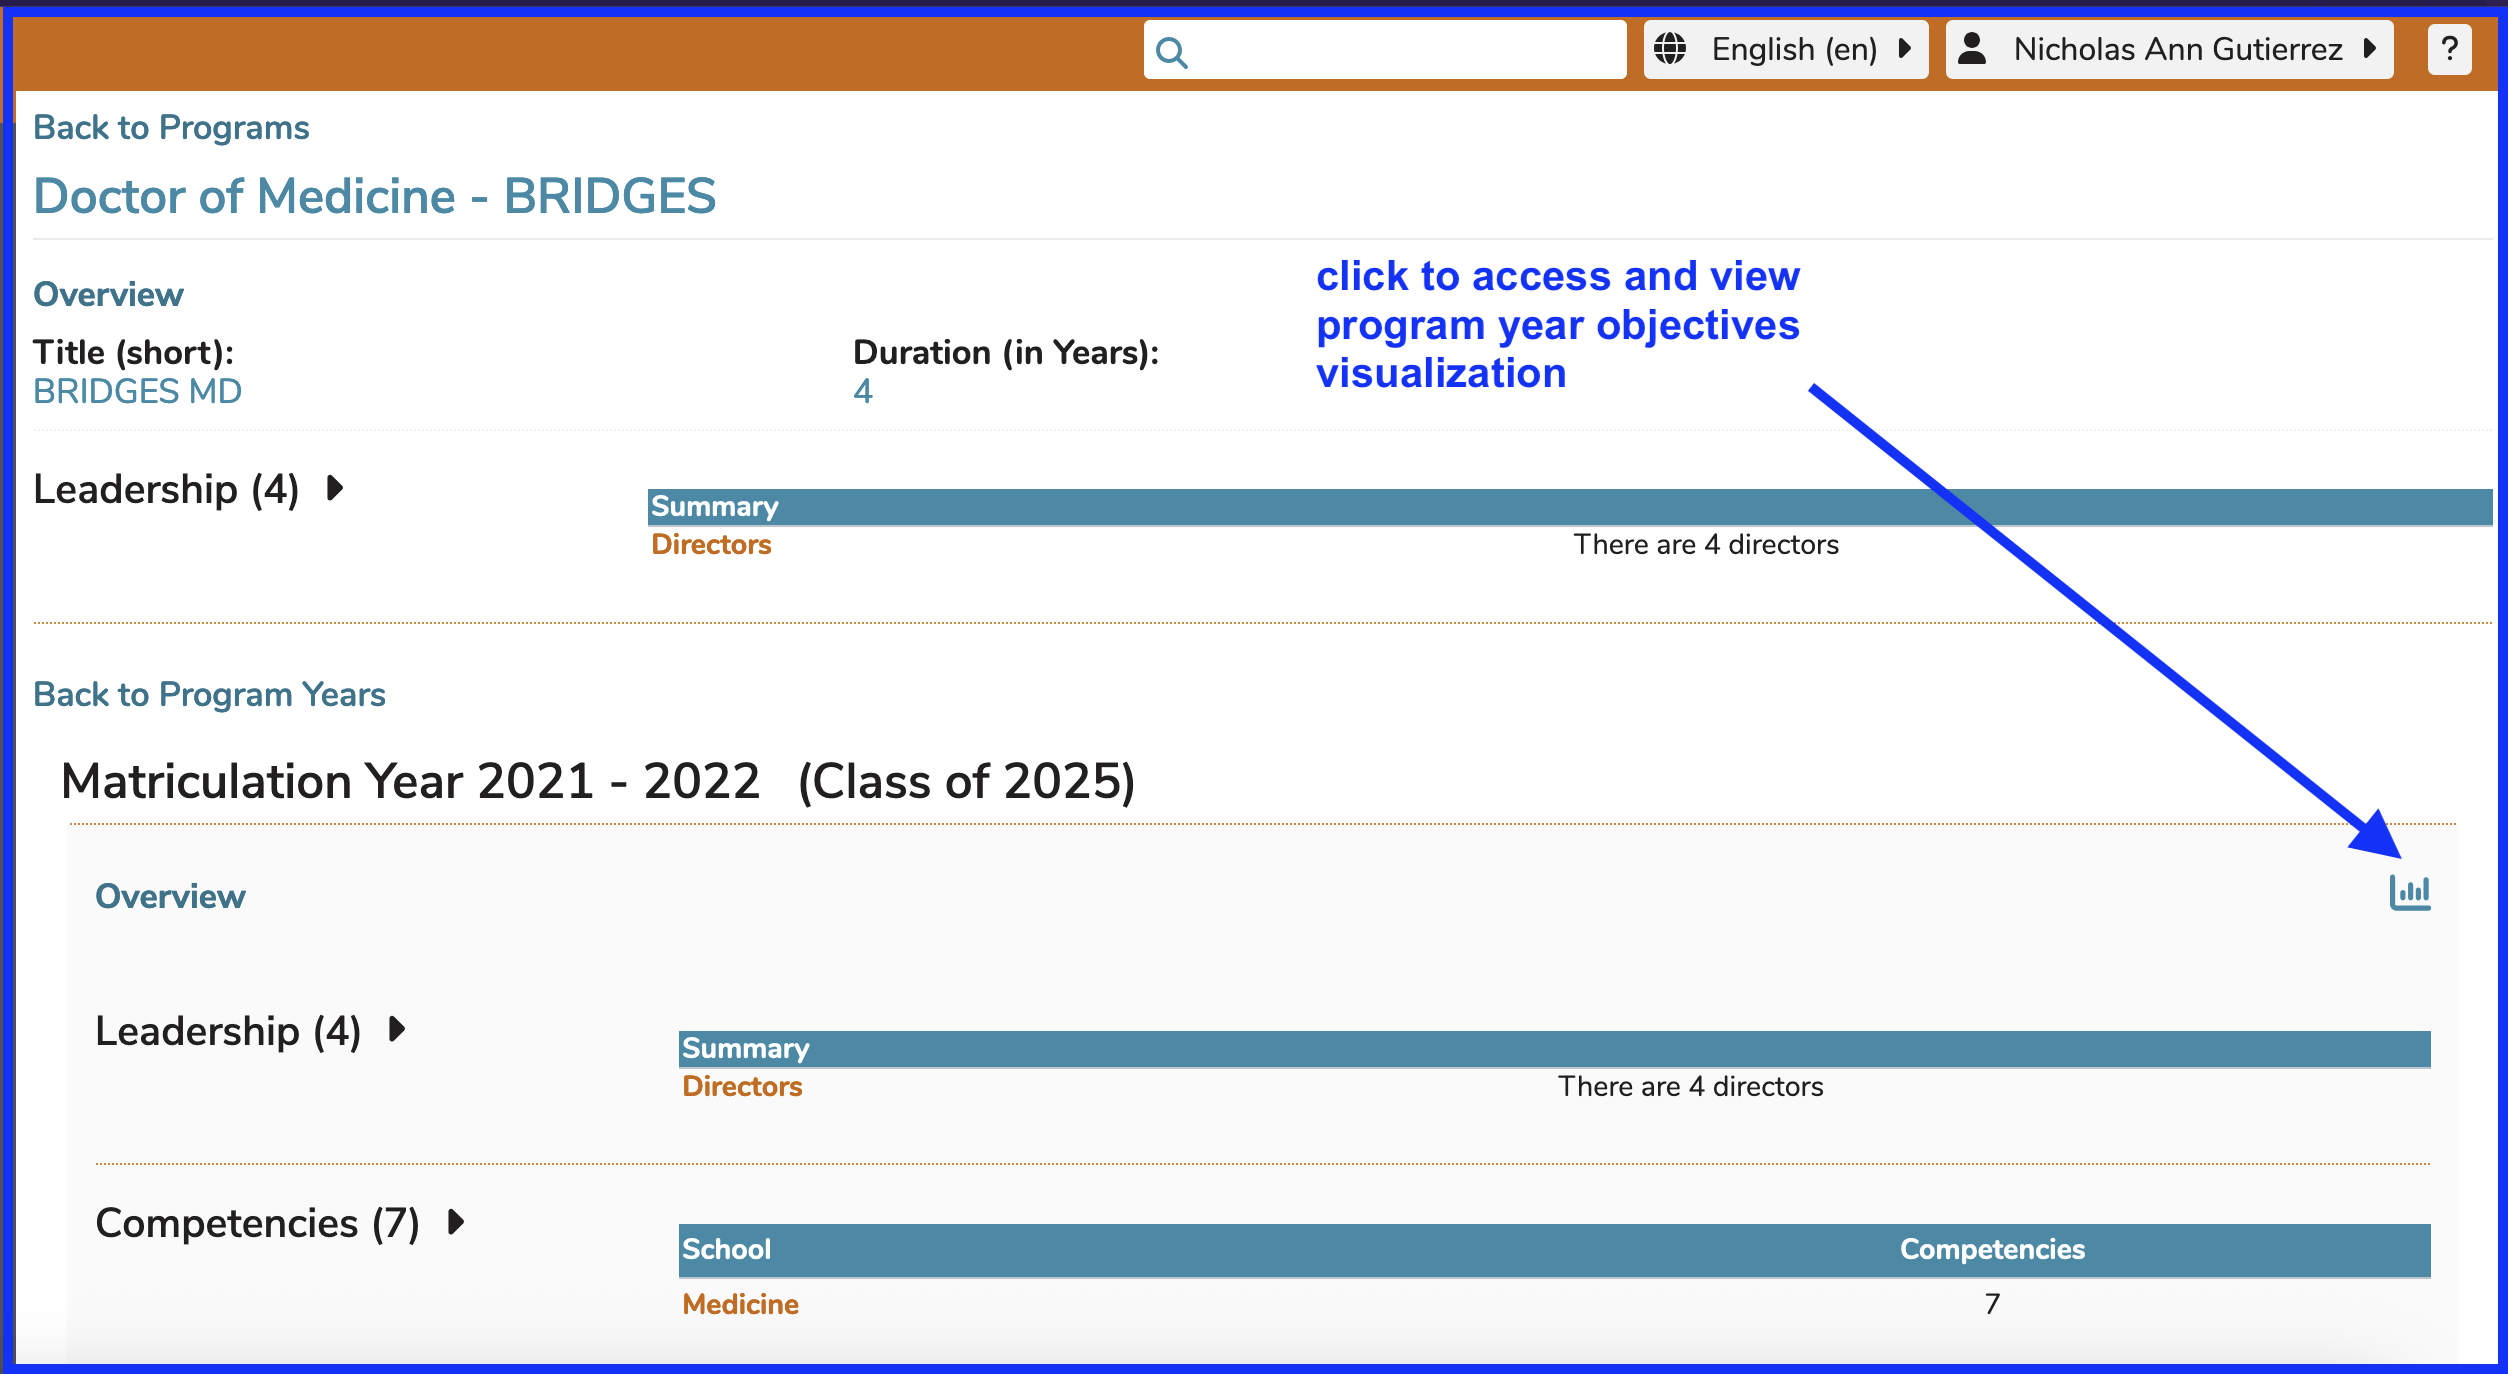 English (en)
Nicholas Ann Gutierrez
?
Back to Programs
Doctor of Medicine - BRIDGES
click to access and view
program year objectives
visualization
Overview
Title (short):
BRIDGES MD
Duration (in Years):
4
Leadership (4)
Summary
Directors
There are 4 directors
Back to Program Years
Matriculation Year 2021 - 2022 (Class of 2025)
Overview
Leadership (4)
Summary
Directors
There are 4 directors
Competencies (7)
School
Competencies
Medicine
7